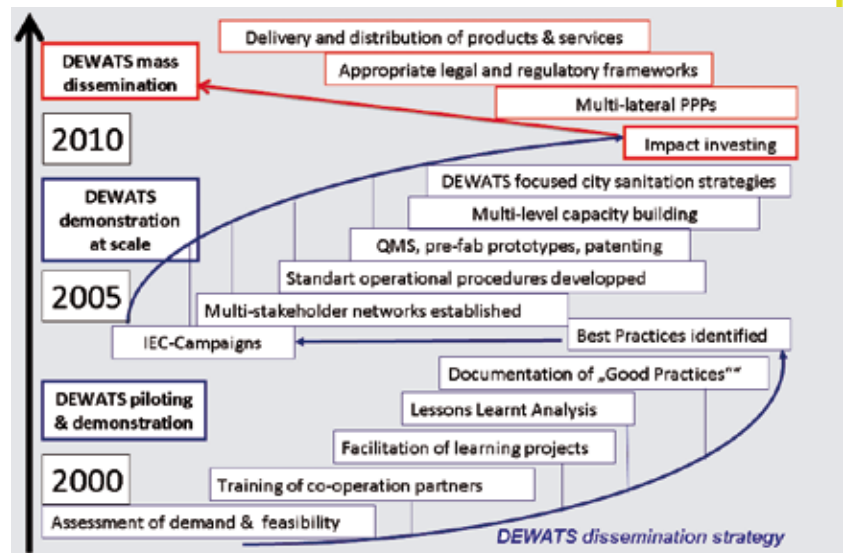 Delivery and distribution of products & services
DEWATS mass
dissemination
Appropriate legal and regulatory frameworks
Multi-lateral PPPs
2010
Impact investing
DEWATS
demonstration
at scale
DEWATS focused city sanitation strategies
Multi-level capacity building
QMS, pre-fab prototypes, patenting
Standart operational procedures developped
2005
Multi-stakeholder networks established
IEC-Campaigns
Best Practices identified
Documentation of „Good Practices"“
DEWATS piloting
& demonstration
Lessons Learnt Analysis
Facilitation of learning projects
2000
Training of co-operation partners
Assessment of demand & feasibility
DEWATS dissemination strategy